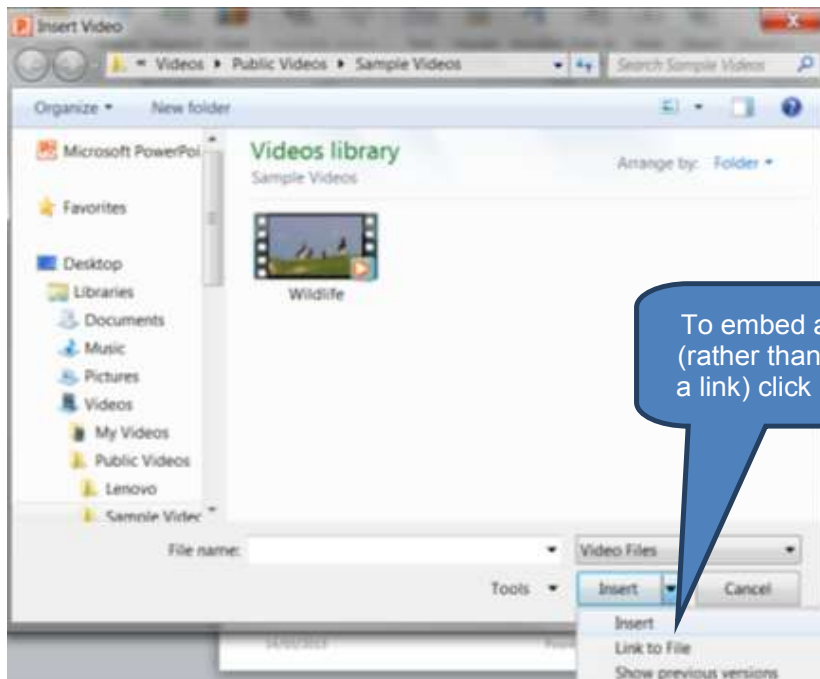 Insert Video
Videos ▸ Public Videos ▸ Sample Videos
Search Sample Videos
Organize
New folder
Microsoft PowerPoi
Videos library
Sample Videos
Arrange by: Folder
Favorites
Wildlife
Desktop
Libraries
Documents
Music
Pictures
Videos
My Videos
Public Videos
Lenovo
Sample Videc
To embed a
(rather than
a link) click
File name:
Video Files
Tools
Insert
Cancel
Insert
Link to File
Show previous versions